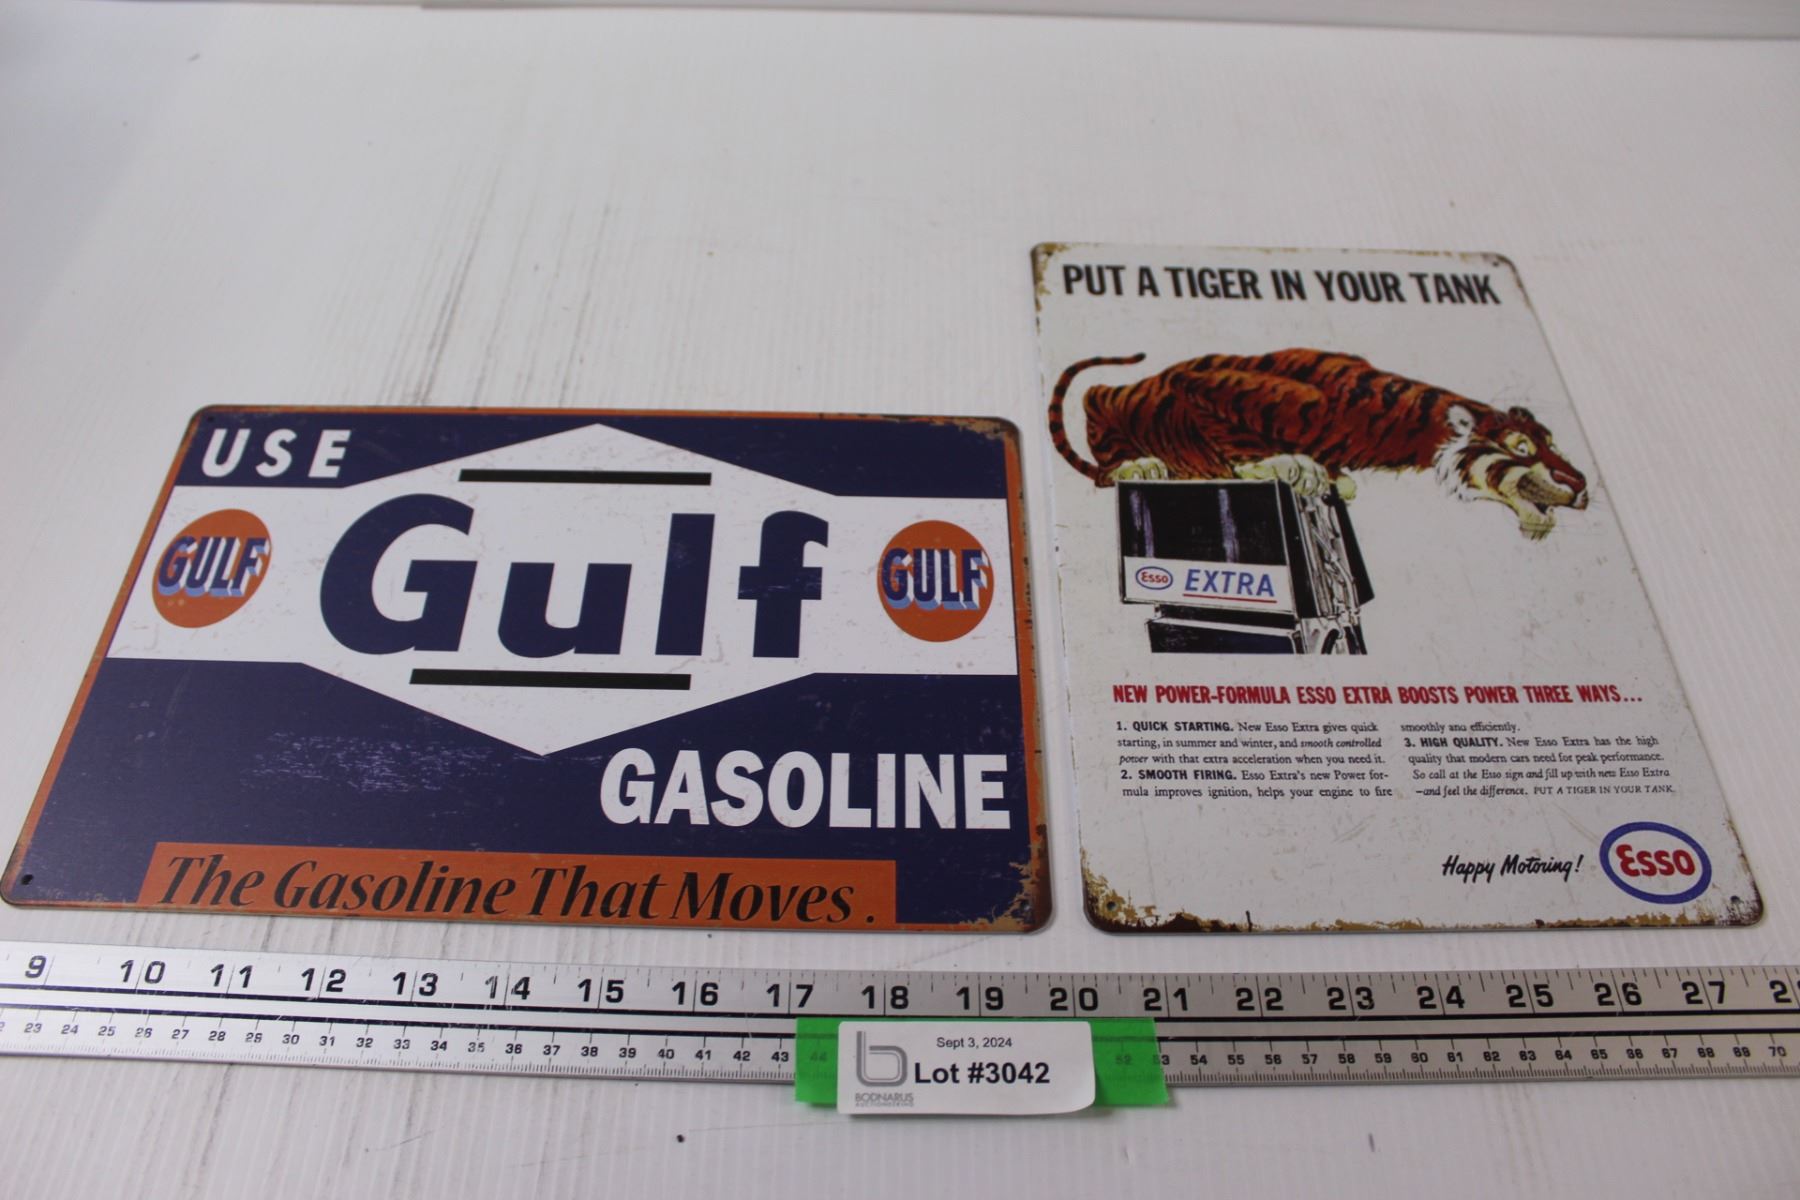 USE
GULF
Gulf
GULF
GASOLINE
The Gasoline That Moves.
PUT A TIGER IN YOUR TANK
Esso EXTRA
NEW POWER-FORMULA ESSO EXTRA BOOSTS POWER THREE WAYS...
1. QUICK STARTING. New Esso Extra gives quick
starting, in summer and winter, and smooth controlled
power with that extra acceleration when you need it.
2. SMOOTH FIRING. Esso Extra's new Power for-
mula improves ignition, helps your engine to fire
smoothly and efficiently.
3. HIGH QUALITY. New Esso Extra has the high
quality that modern cars need for peak performance.
So call at the Esso sign and fill up with new Esso Extra
—and feel the difference. PUT A TIGER IN YOUR TANK.
Happy Motoring!
Esso
9 10 11 12 13 14 15 16 17 18 19 20 21 22 23 24 25 26 27
23 24 25 26 27 28 29 30 31 32 33 34 35 36 37 38 39 40 41 42 43 44 52 53 54 55 56 57 58 59 60 61 62 63 64 65 66 67 68 69 70
Sept 3, 2024
Lot #3042
BODNARUS
AUCTIONEERING